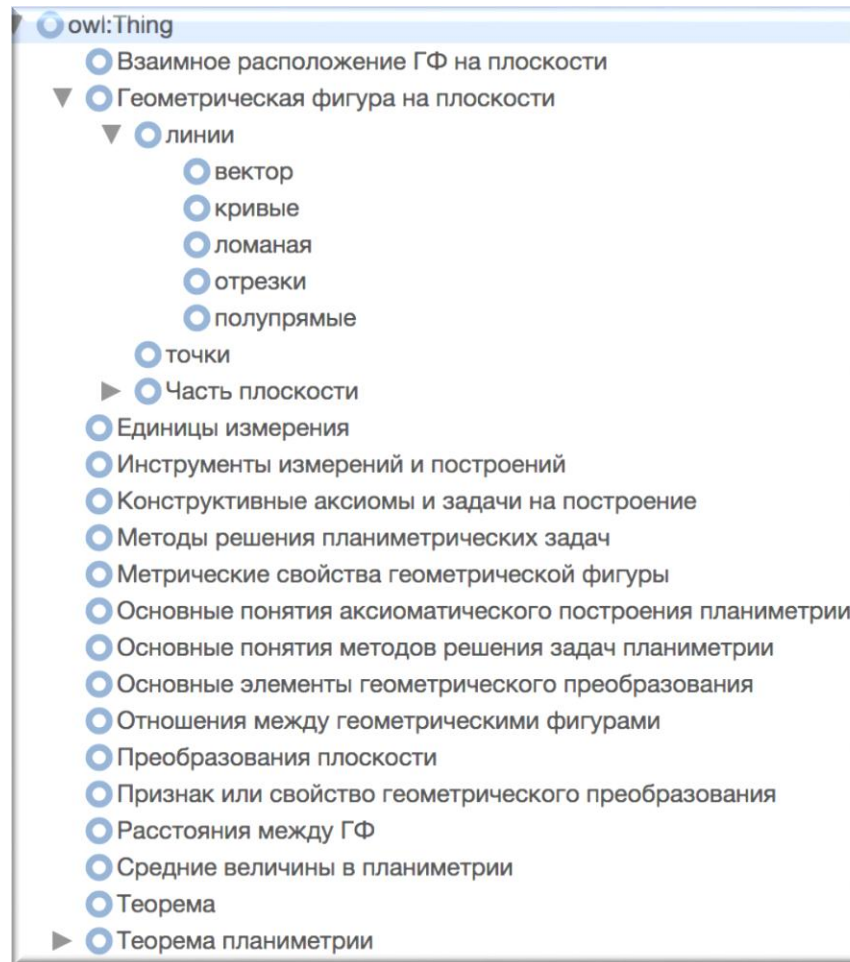 owl:Thing
Взаимное расположение ГФ на плоскости
Геометрическая фигура на плоскости
линии
вектор
кривые
ломаная
отрезки
полупрямые
точки
Часть плоскости
Единицы измерения
Инструменты измерений и построений
Конструктивные аксиомы и задачи на построение
Методы решения планиметрических задач
Метрические свойства геометрической фигуры
Основные понятия аксиоматического построения планиметрии
Основные понятия методов решения задач планиметрии
Основные элементы геометрического преобразования
Отношения между геометрическими фигурами
Преобразования плоскости
Признак или свойство геометрического преобразования
Расстояния между ГФ
Средние величины в планиметрии
Теорема
Теорема планиметрии